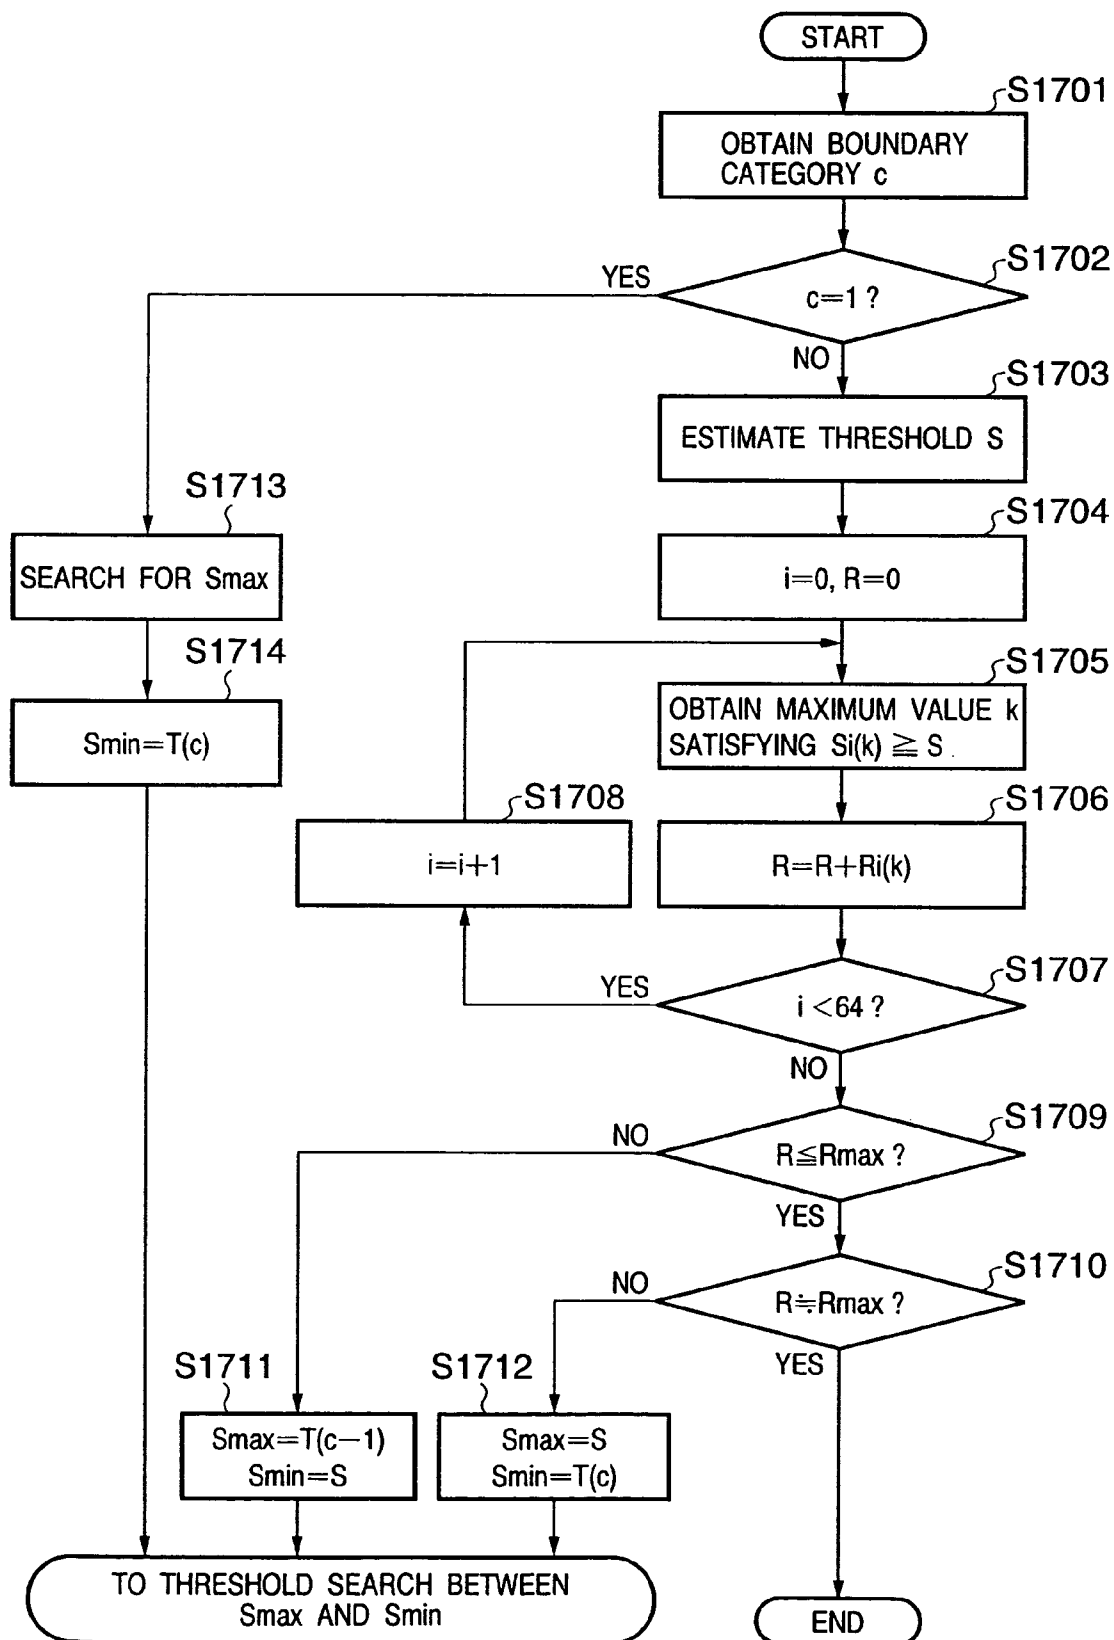 START
S1701
OBTAIN BOUNDARY
CATEGORY c
S1702
YES
c=1 ?
NO
S1703
ESTIMATE THRESHOLD S
S1713
SEARCH FOR Smax
S1704
i=0, R=0
S1714
Smin=T(c)
S1705
OBTAIN MAXIMUM VALUE k
SATISFYING Si(k) ≧ S
S1708
i=i+1
S1706
R=R+Ri(k)
S1707
YES
i <64 ?
NO
S1709
NO
R≦Rmax ?
YES
S1710
NO
R≒Rmax ?
YES
S1711
Smax=T(c−1)
Smin=S
S1712
Smax=S
Smin=T(c)
TO THRESHOLD SEARCH BETWEEN
Smax AND Smin
END